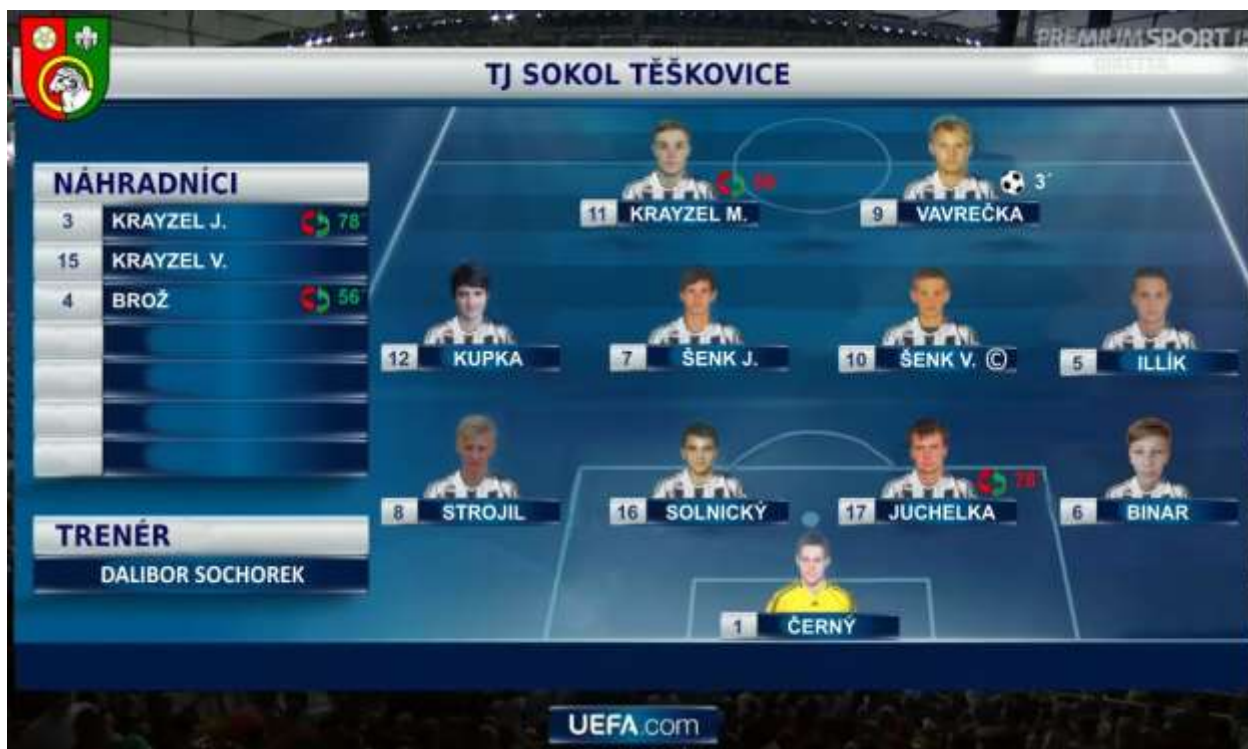 PREMIUM SPORT
TJ SOKOL TĚŠKOVICE
NÁHRADNÍCI
3 KRAYZEL J. 78´
15 KRAYZEL V.
4 BROŽ 56´
TRENÉR
DALIBOR SOCHOREK
3´
11 KRAYZEL M.
9 VAVREČKA
12 KUPKA
7 ŠENK J.
10 ŠENK V. ©
5 ILLÍK
78´
8 STROJIL
16 SOLNICKÝ
17 JUCHELKA
6 BINAR
1 ČERNÝ
UEFA.com